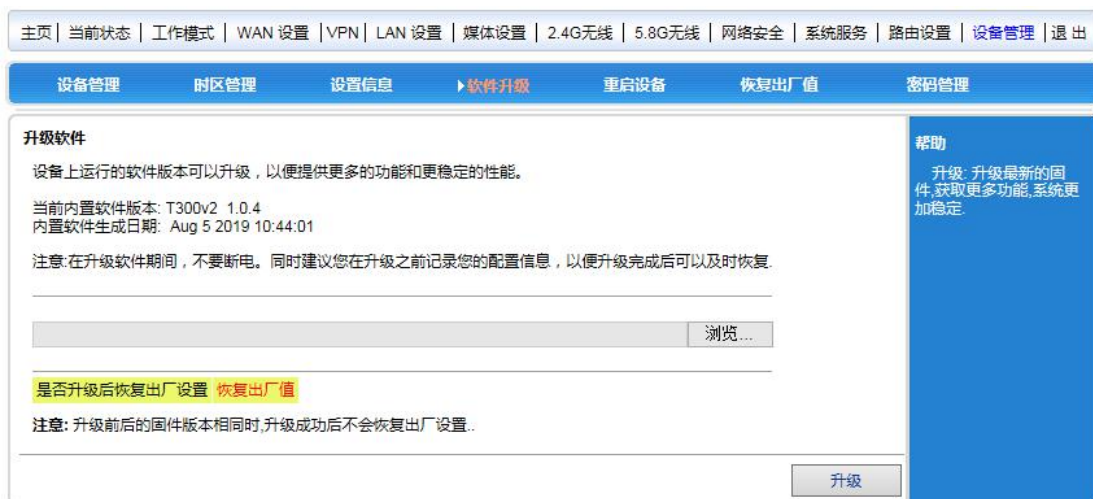 主页| 当前状态 | 工作模式 | WAN 设置 |VPN| LAN 设置 | 媒体设置 | 2.4G无线 | 5.8G无线 | 网络安全 | 系统服务 | 路由设置 | 设备管理 |退 出
设备管理 时区管理 设置信息 软件升级 重启设备 恢复出厂值 密码管理
升级软件
设备上运行的软件版本可以升级，以便提供更多的功能和更稳定的性能。
当前内置软件版本: T300v2 1.0.4
内置软件生成日期: Aug 5 2019 10:44:01
注意:在升级软件期间，不要断电。同时建议您在升级之前记录您的配置信息，以便升级完成后可以及时恢复.
浏览...
是否升级后恢复出厂设置 恢复出厂值
注意: 升级前后的固件版本相同时,升级成功后不会恢复出厂设置..
升级
帮助
升级: 升级最新的固
件,获取更多功能,系统更
加稳定.